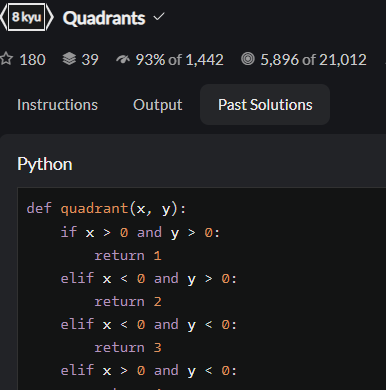 8 kyu Quadrants
180 39 93% of 1,442 5,896 of 21,012
Instructions Output Past Solutions
Python
def quadrant(x, y):
    if x > 0 and y > 0:
        return 1
    elif x < 0 and y > 0:
        return 2
    elif x < 0 and y < 0:
        return 3
    elif x > 0 and y < 0: